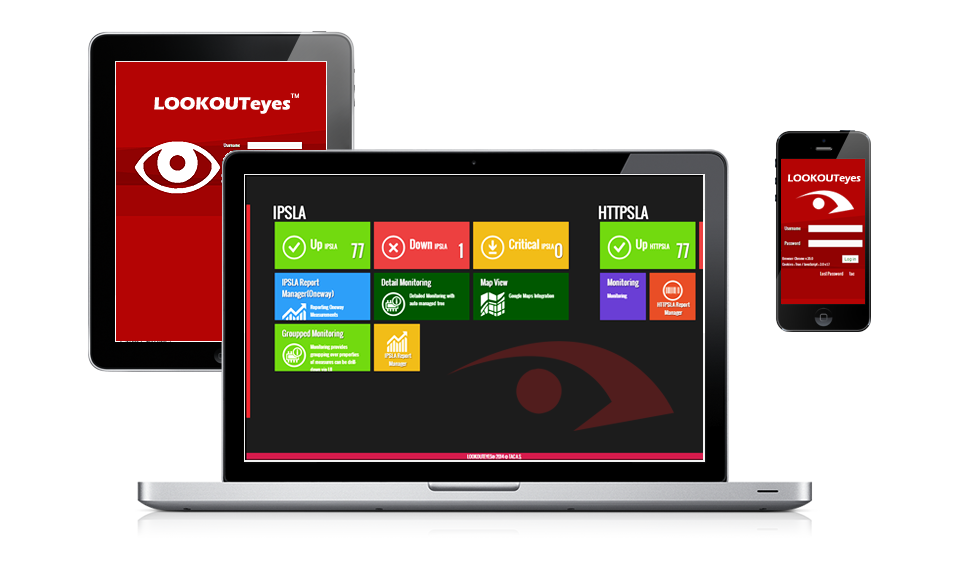 LOOKOUTeyes™
Username
IPSLA
HTTPSLA
Up IPSLA 77
Down IPSLA 1
Critical IPSLA 0
Up HTTPSLA 77
IPSLA Report
Manager(Oneway)
Reporting Oneway
Measurements
Detail Monitoring
Detailed Monitoring with
auto managed tree
Map View
Google Maps Integration
Monitoring
Monitoring
HTTPSLA Report
Manager
Groupped Monitoring
Monitoring provides
groupping over properties
of measures can be drill
down via UI
IPSLA Report
Manager
LOOKOUTEYES® 2014 @
LOOKOUTeyes
Username
Password
Log in
Lost Password